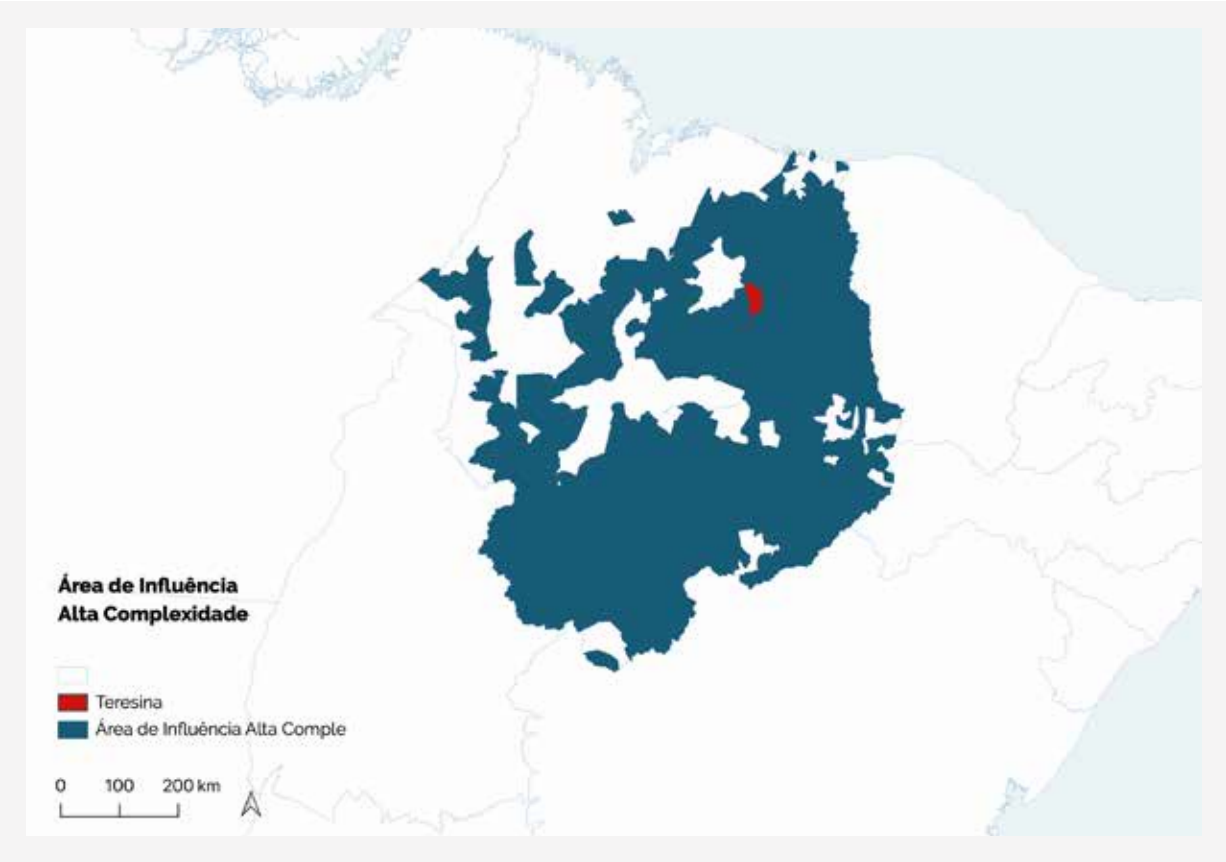 Área de Influência
Alta Complexidade
Teresina
Área de Influência Alta Comple
0 100 200 km